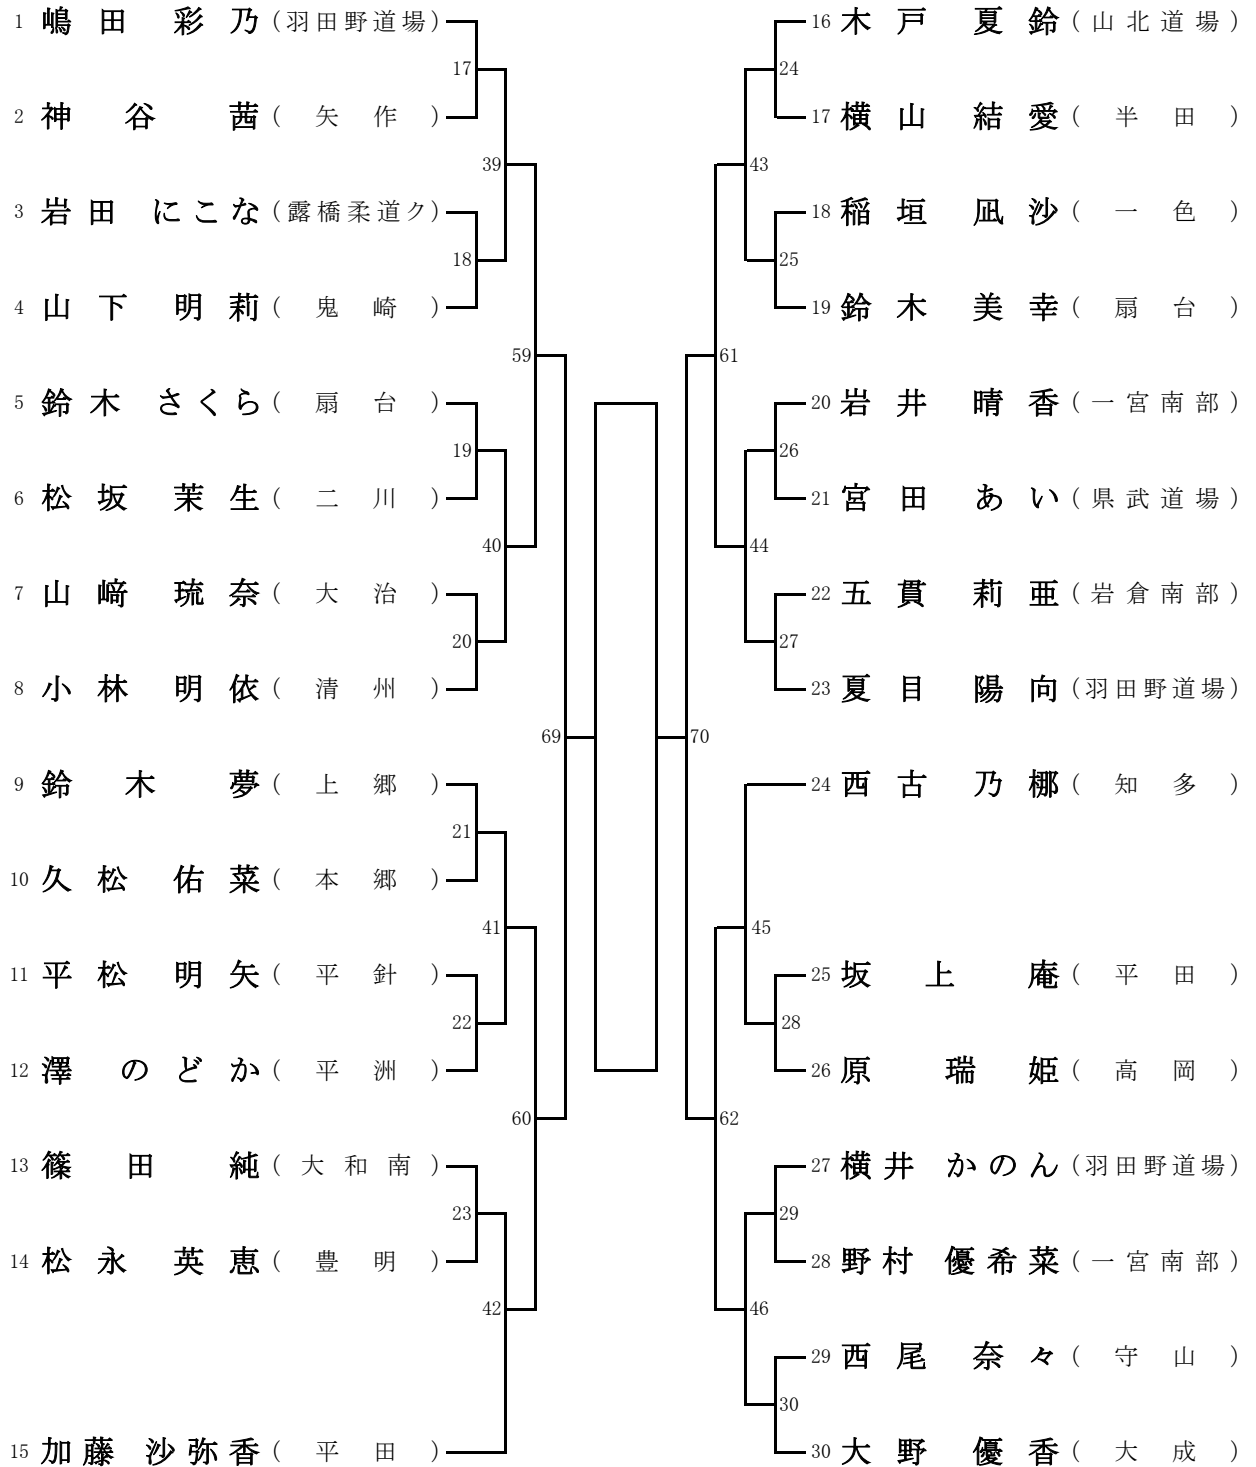 1 嶋田 彩乃 (羽田野道場)
17
2 神谷 茜 (矢作)
39
3 岩田 にこな (露橋柔道ク)
18
4 山下 明莉 (鬼崎)
59
5 鈴木 さくら (扇台)
19
6 松坂 茉生 (二川)
40
7 山﨑 琉奈 (大治)
20
8 小林 明依 (清州)
69
9 鈴木 夢 (上郷)
21
10 久松 佑菜 (本郷)
41
11 平松 明矢 (平針)
22
12 澤 のどか (平洲)
60
13 篠田 純 (大和南)
23
14 松永 英恵 (豊明)
42
15 加藤 沙弥香 (平田)
16 木戸 夏鈴 (山北道場)
24
17 横山 結愛 (半田)
43
18 稲垣 凪沙 (一色)
25
19 鈴木 美幸 (扇台)
61
20 岩井 晴香 (一宮南部)
26
21 宮田 あい (県武道場)
44
22 五貫 莉亜 (岩倉南部)
27
23 夏目 陽向 (羽田野道場)
70
24 西古 乃梛 (知多)
45
25 坂上 庵 (平田)
28
26 原 瑞姫 (高岡)
62
27 横井 かのん (羽田野道場)
29
28 野村 優希菜 (一宮南部)
46
29 西尾 奈々 (守山)
30
30 大野 優香 (大成)